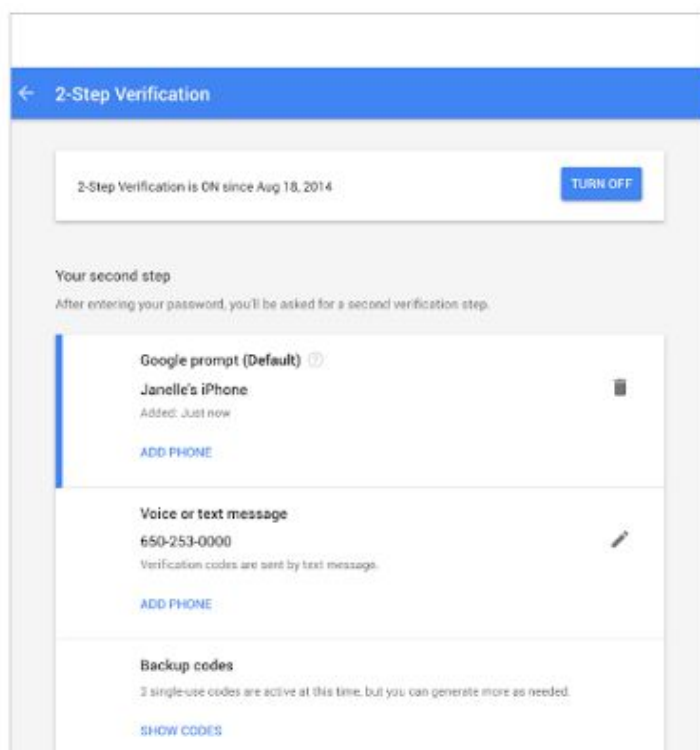 2-Step Verification
2-Step Verification is ON since Aug 18, 2014
TURN OFF
Your second step
After entering your password, you'll be asked for a second verification step.
Google prompt (Default)
Janelle's iPhone
Added: Just now
ADD PHONE
Voice or text message
650-253-0000
Verification codes are sent by text message.
ADD PHONE
Backup codes
single-use codes are active at this time, but you can generate more as needed.
SHOW CODES